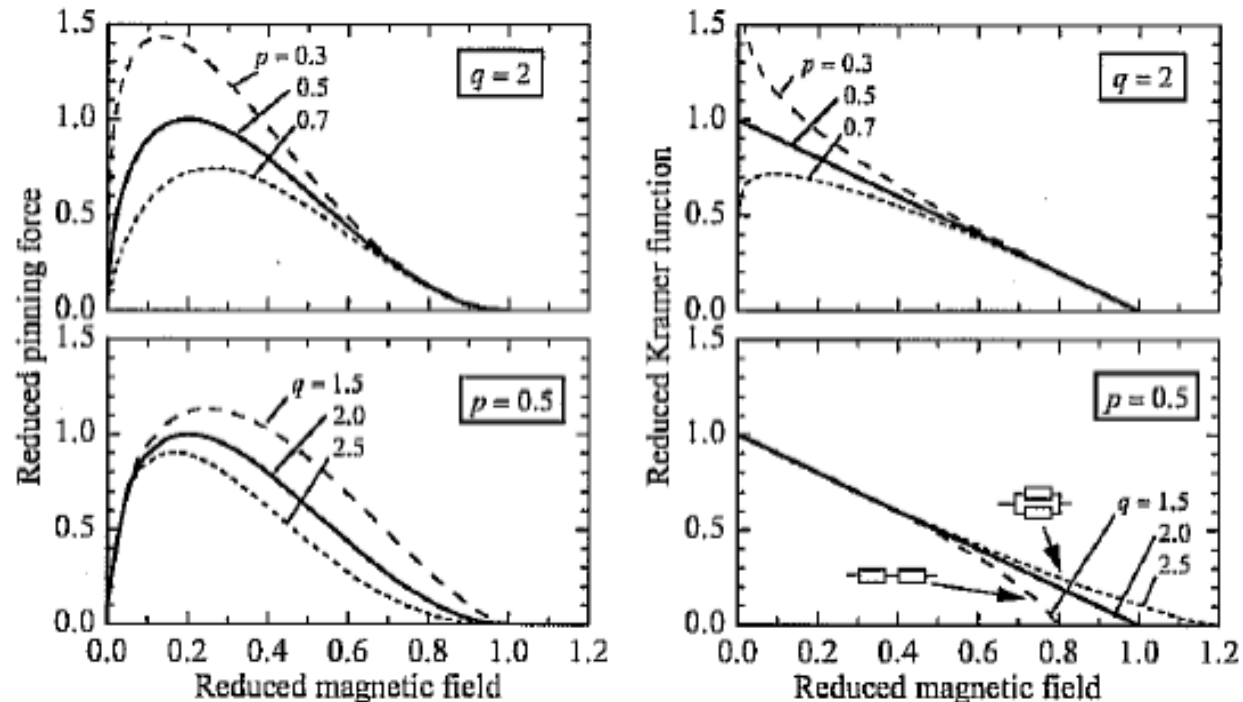 Reduced pinning force
1.5
1.0
0.5
0.0
p = 0.3
0.5
0.7
q = 2
1.5
1.0
0.5
0.0
q = 1.5
2.0
2.5
p = 0.5
0.0 0.2 0.4 0.6 0.8 1.0 1.2
Reduced magnetic field
Reduced Kramer function
1.5
1.0
0.5
0.0
p = 0.3
0.5
0.7
q = 2
1.5
1.0
0.5
0.0
p = 0.5
q = 1.5
2.0
2.5
0.0 0.2 0.4 0.6 0.8 1.0 1.2
Reduced magnetic field